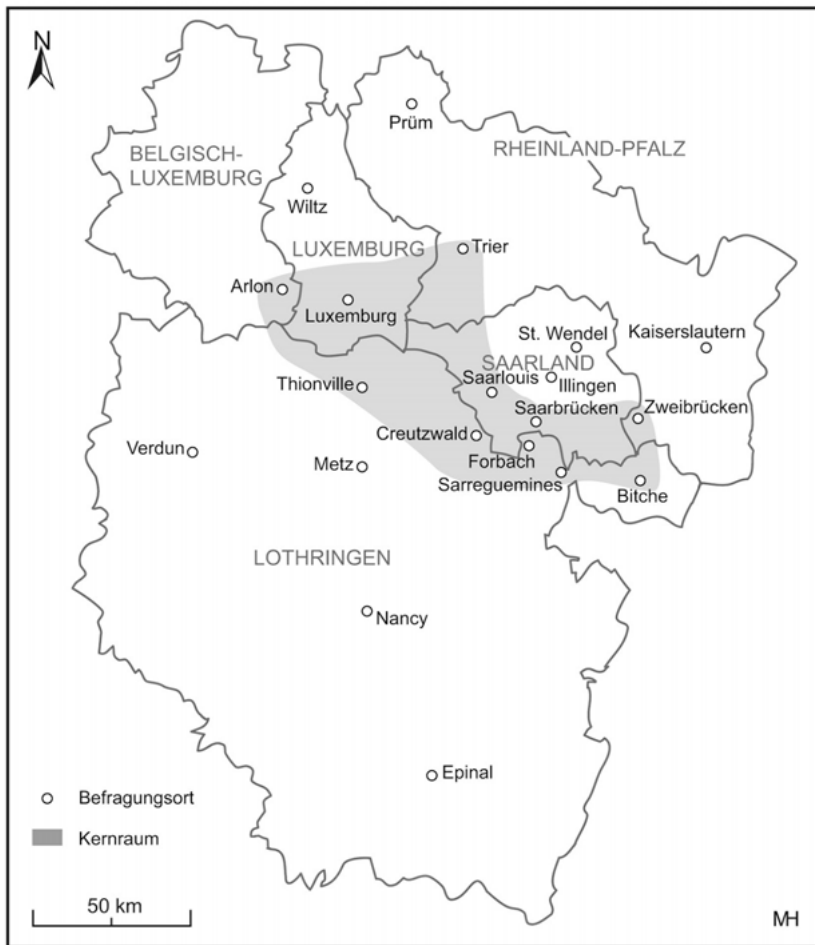 N
Prüm
BELGISCH-
LUXEMBURG
RHEINLAND-PFALZ
Wiltz
LUXEMBURG
Trier
Arlon
Luxemburg
St. Wendel
Kaiserslautern
SAARLAND
Thionville
Saarlouis
Illingen
Saarbrücken
Zweibrücken
Creutzwald
Verdun
Forbach
Metz
Sarreguemines
Bitche
LOTHRINGEN
Nancy
Epinal
Befragungsort
Kernraum
50 km
MH